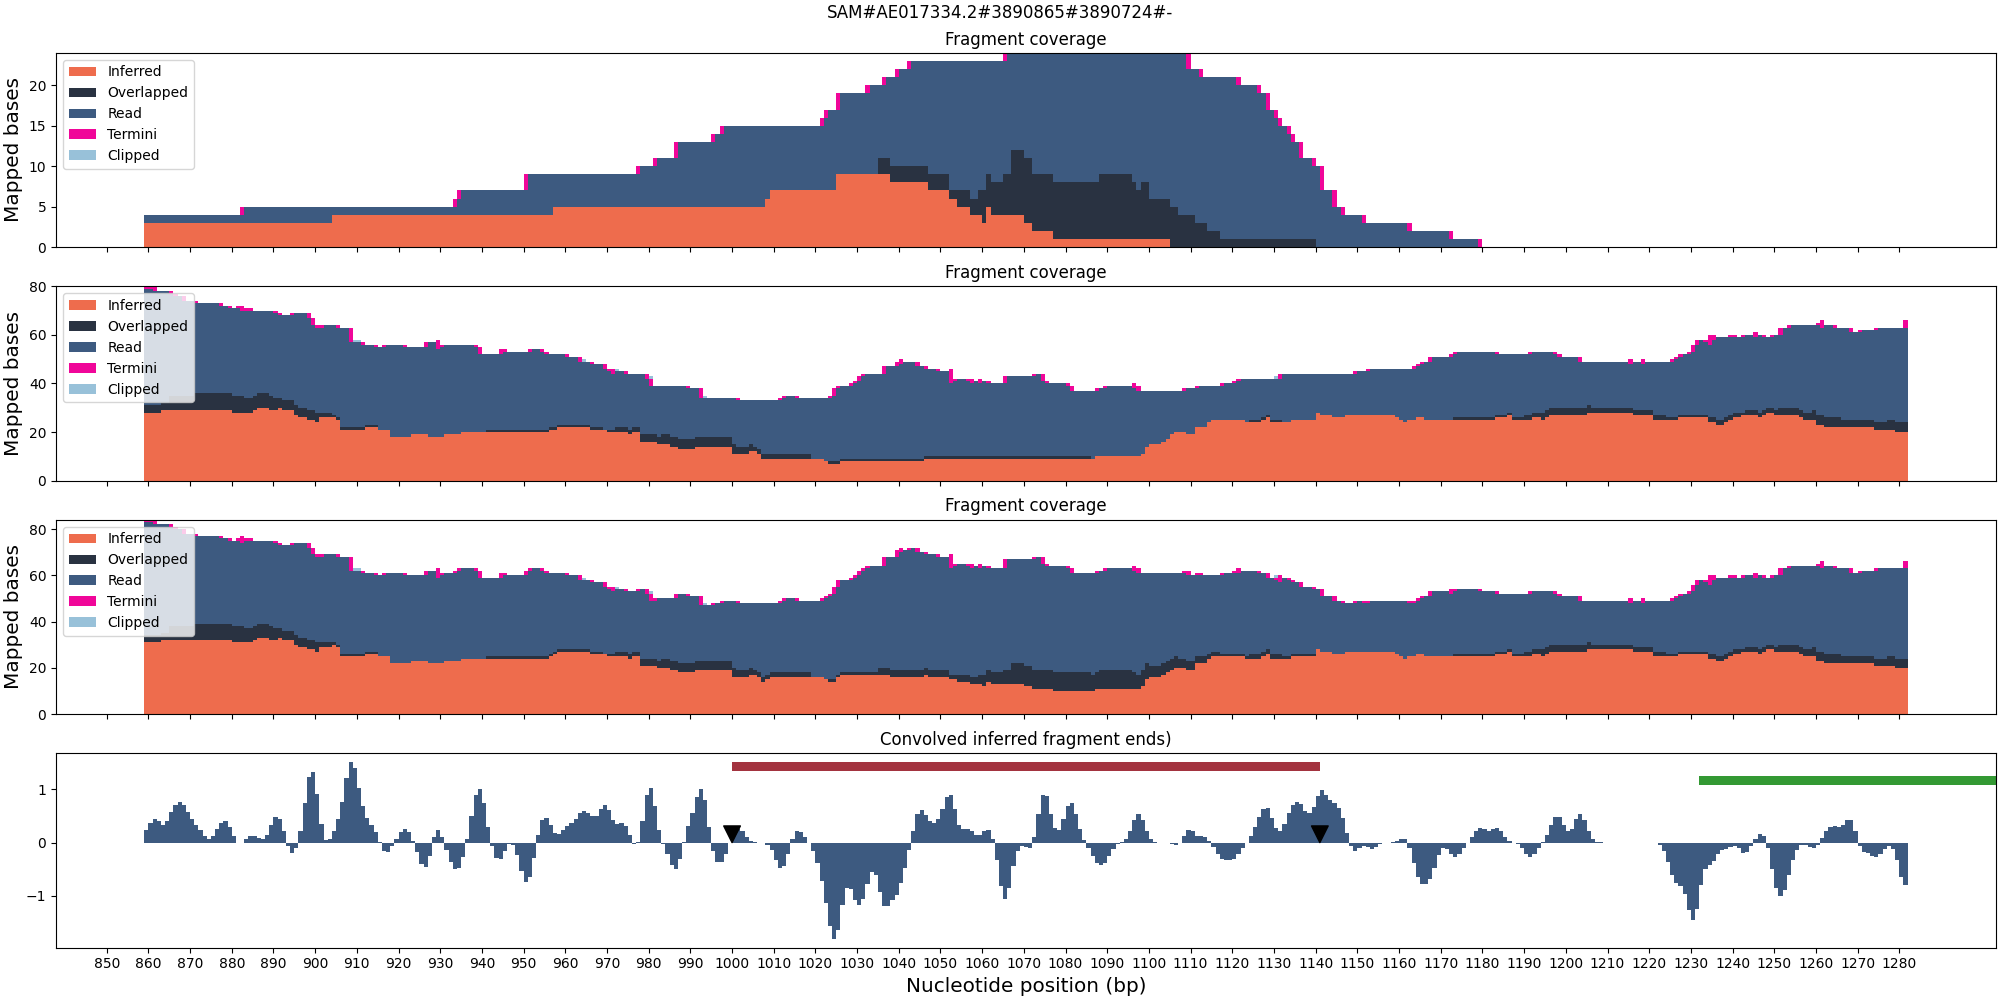 SAM#AE017334.2#3890865#3890724#-
Fragment coverage
Mapped bases
20
15
10
5
0
Inferred
Overlapped
Read
Termini
Clipped
Fragment coverage
Mapped bases
80
60
40
20
0
Inferred
Overlapped
Read
Termini
Clipped
Fragment coverage
Mapped bases
80
60
40
20
0
Inferred
Overlapped
Read
Termini
Clipped
Convolved inferred fragment ends)
1
0
−1
850 860 870 880 890 900 910 920 930 940 950 960 970 980 990 1000 1010 1020 1030 1040 1050 1060 1070 1080 1090 1100 1110 1120 1130 1140 1150 1160 1170 1180 1190 1200 1210 1220 1230 1240 1250 1260 1270 1280
Nucleotide position (bp)